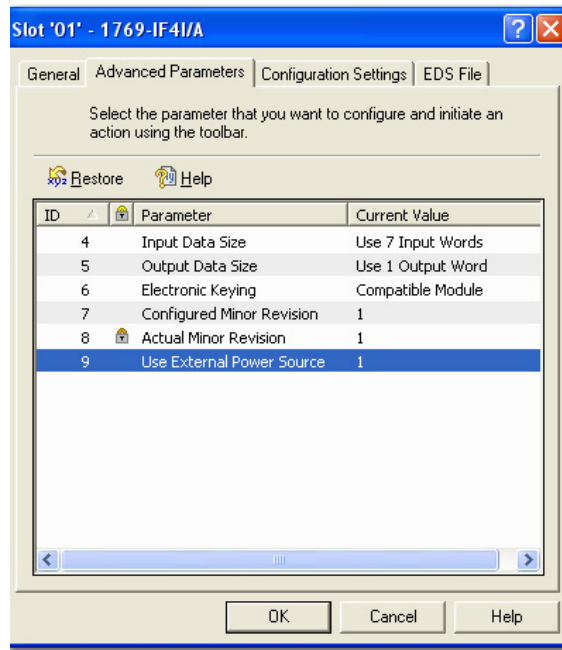 Slot '01' - 1769-IF4I/A
General Advanced Parameters Configuration Settings EDS File
Select the parameter that you want to configure and initiate an
action using the toolbar.
xyz Restore Help
ID Parameter Current Value
4 Input Data Size Use 7 Input Words
5 Output Data Size Use 1 Output Word
6 Electronic Keying Compatible Module
7 Configured Minor Revision 1
8 Actual Minor Revision 1
9 Use External Power Source 1
OK Cancel Help